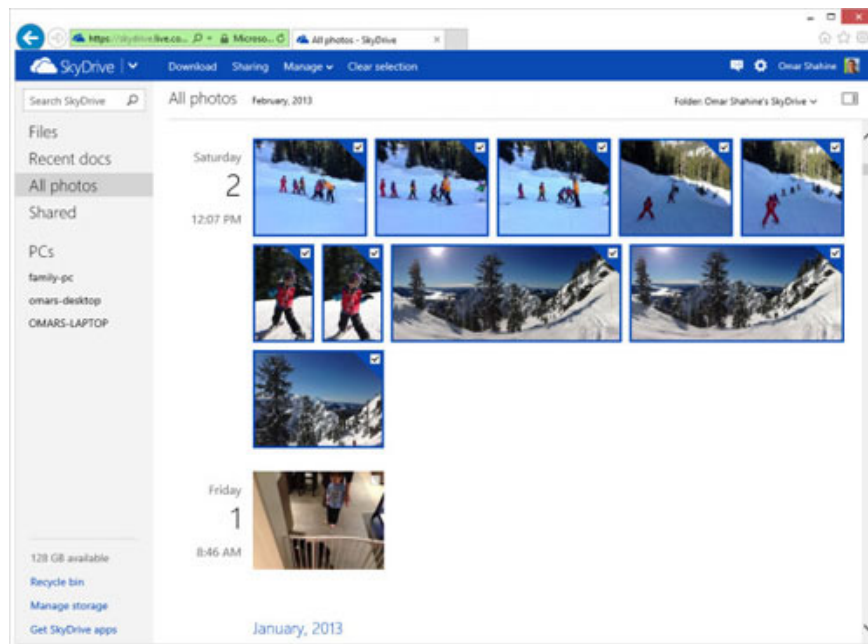 https://skydrive.live.co... Microso... All photos - SkyDrive
SkyDrive Download Sharing Manage Clear selection Omar Shahine
Search SkyDrive
All photos February, 2013 Folder: Omar Shahine's SkyDrive
Files
Recent docs
All photos
Shared
PCs
family-pc
omars-desktop
OMARS-LAPTOP
Saturday
2
12:07 PM
Friday
1
8:46 AM
January, 2013
128 GB available
Recycle bin
Manage storage
Get SkyDrive apps